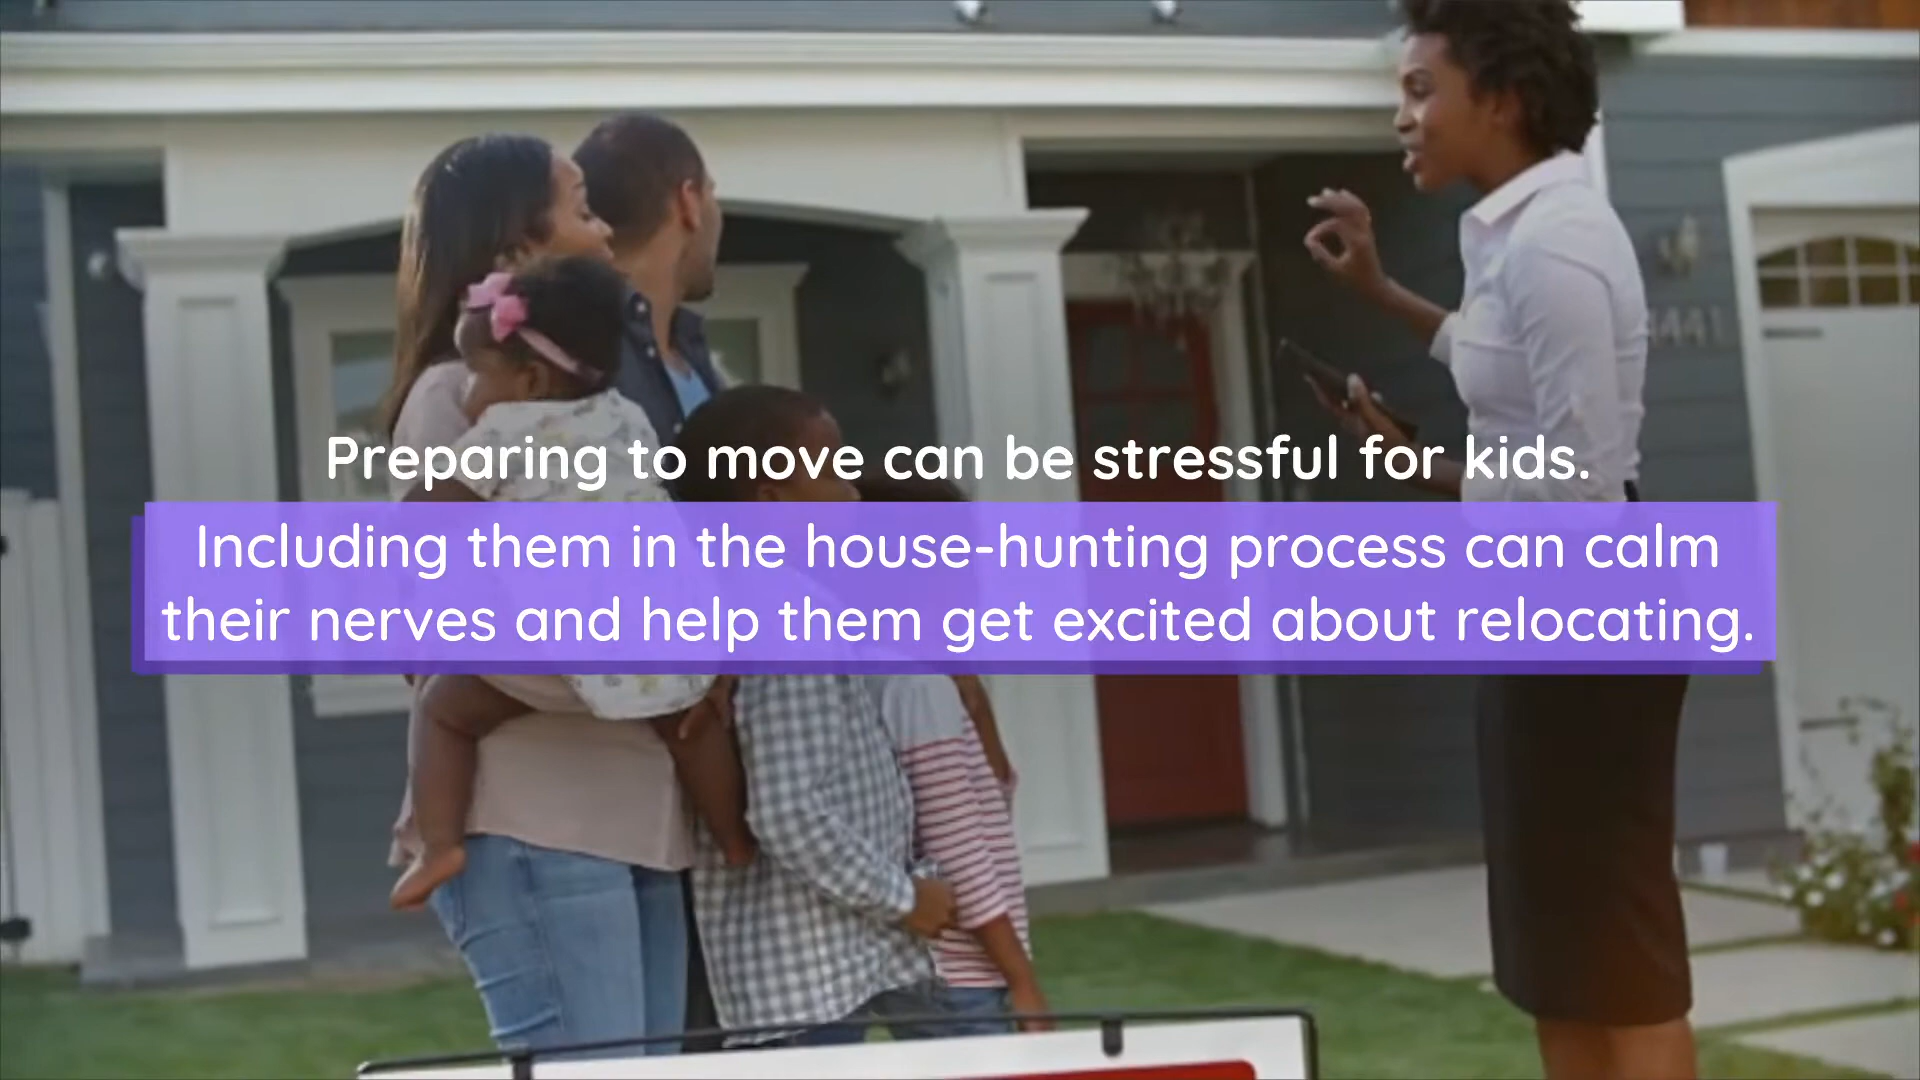 Preparing to move can be stressful for kids.
Including them in the house-hunting process can calm
their nerves and help them get excited about relocating.